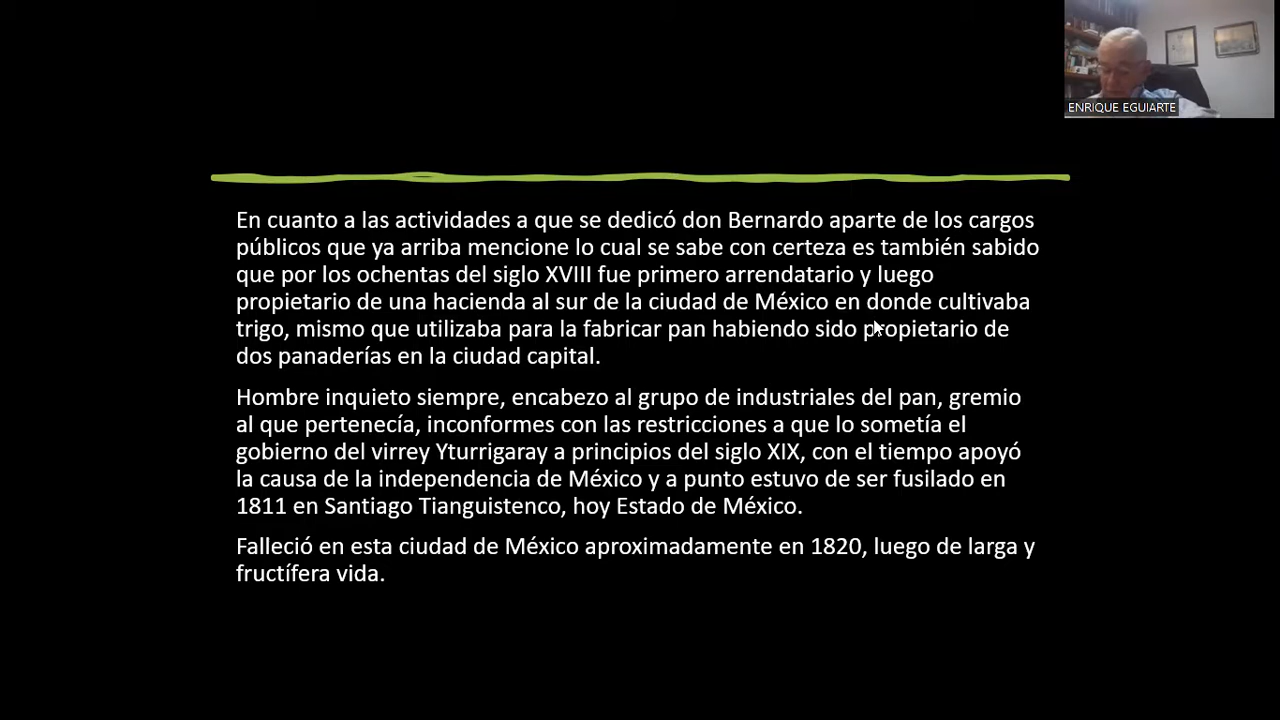 ENRIQUE EGUIARTE
En cuanto a las actividades a que se dedicó don Bernardo aparte de los cargos
públicos que ya arriba mencione lo cual se sabe con certeza es también sabido
que por los ochentas del siglo XVIII fue primero arrendatario y luego
propietario de una hacienda al sur de la ciudad de México en donde cultivaba
trigo, mismo que utilizaba para la fabricar pan habiendo sido propietario de
dos panaderías en la ciudad capital.
Hombre inquieto siempre, encabezo al grupo de industriales del pan, gremio
al que pertenecía, inconformes con las restricciones a que lo sometía el
gobierno del virrey Yturrigaray a principios del siglo XIX, con el tiempo apoyó
la causa de la independencia de México y a punto estuvo de ser fusilado en
1811 en Santiago Tianguistenco, hoy Estado de México.
Falleció en esta ciudad de México aproximadamente en 1820, luego de larga y
fructífera vida.